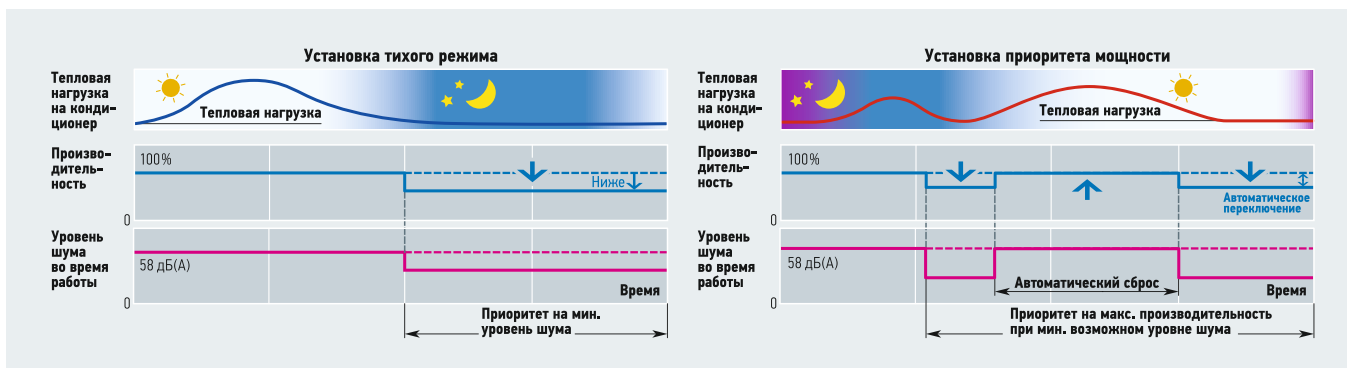 Установка тихого режима
Тепловая
нагрузка
на конди-
ционер
Тепловая нагрузка
Произво-
дитель-
ность
100%
Ниже
0
Уровень
шума
во время
работы
58 дБ(А)
Время
0
Приоритет на мин.
уровень шума
Установка приоритета мощности
Тепловая
нагрузка
на конди-
ционер
Тепловая нагрузка
Произво-
дитель-
ность
100%
Автоматическое
переключение
0
Уровень
шума
во время
работы
58 дБ(А)
Автоматический сброс
Время
0
Приоритет на макс. производительность
при мин. возможном уровне шума